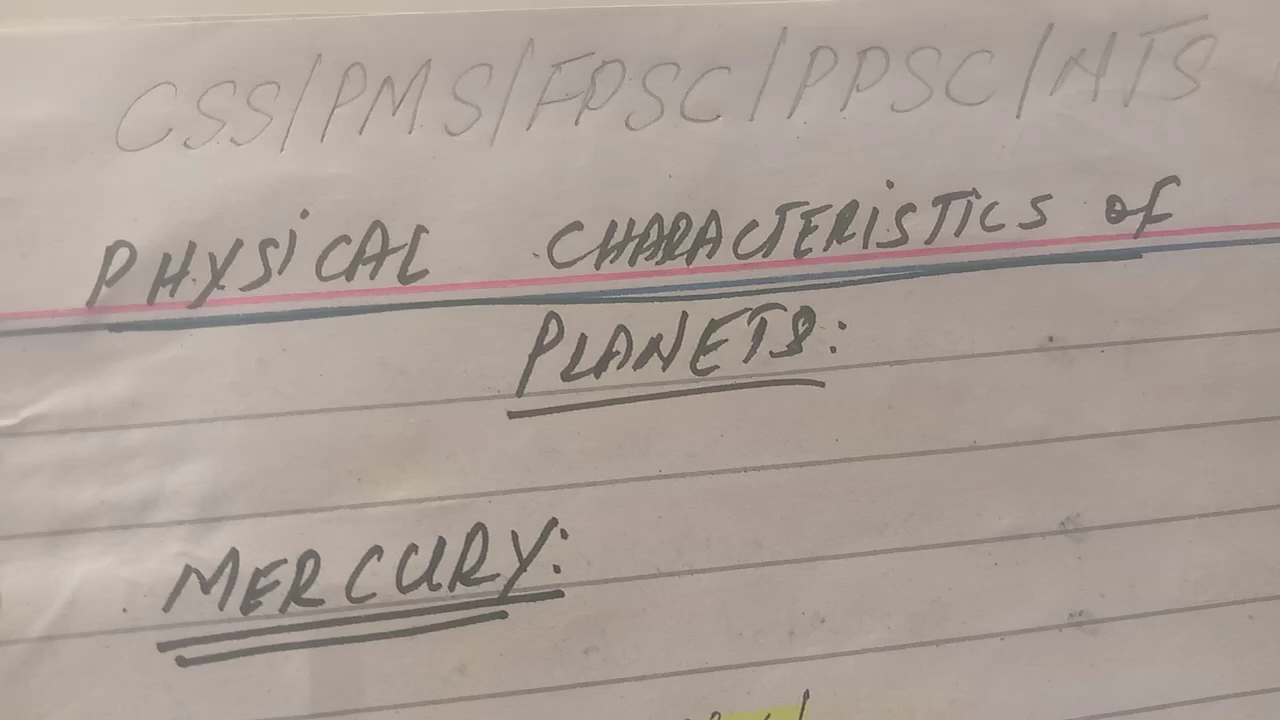 CSS/PMS/FPSC/PPSC/NTS
PHYSICAL CHARACTERISTICS of
PLANETS:
MERCURY: